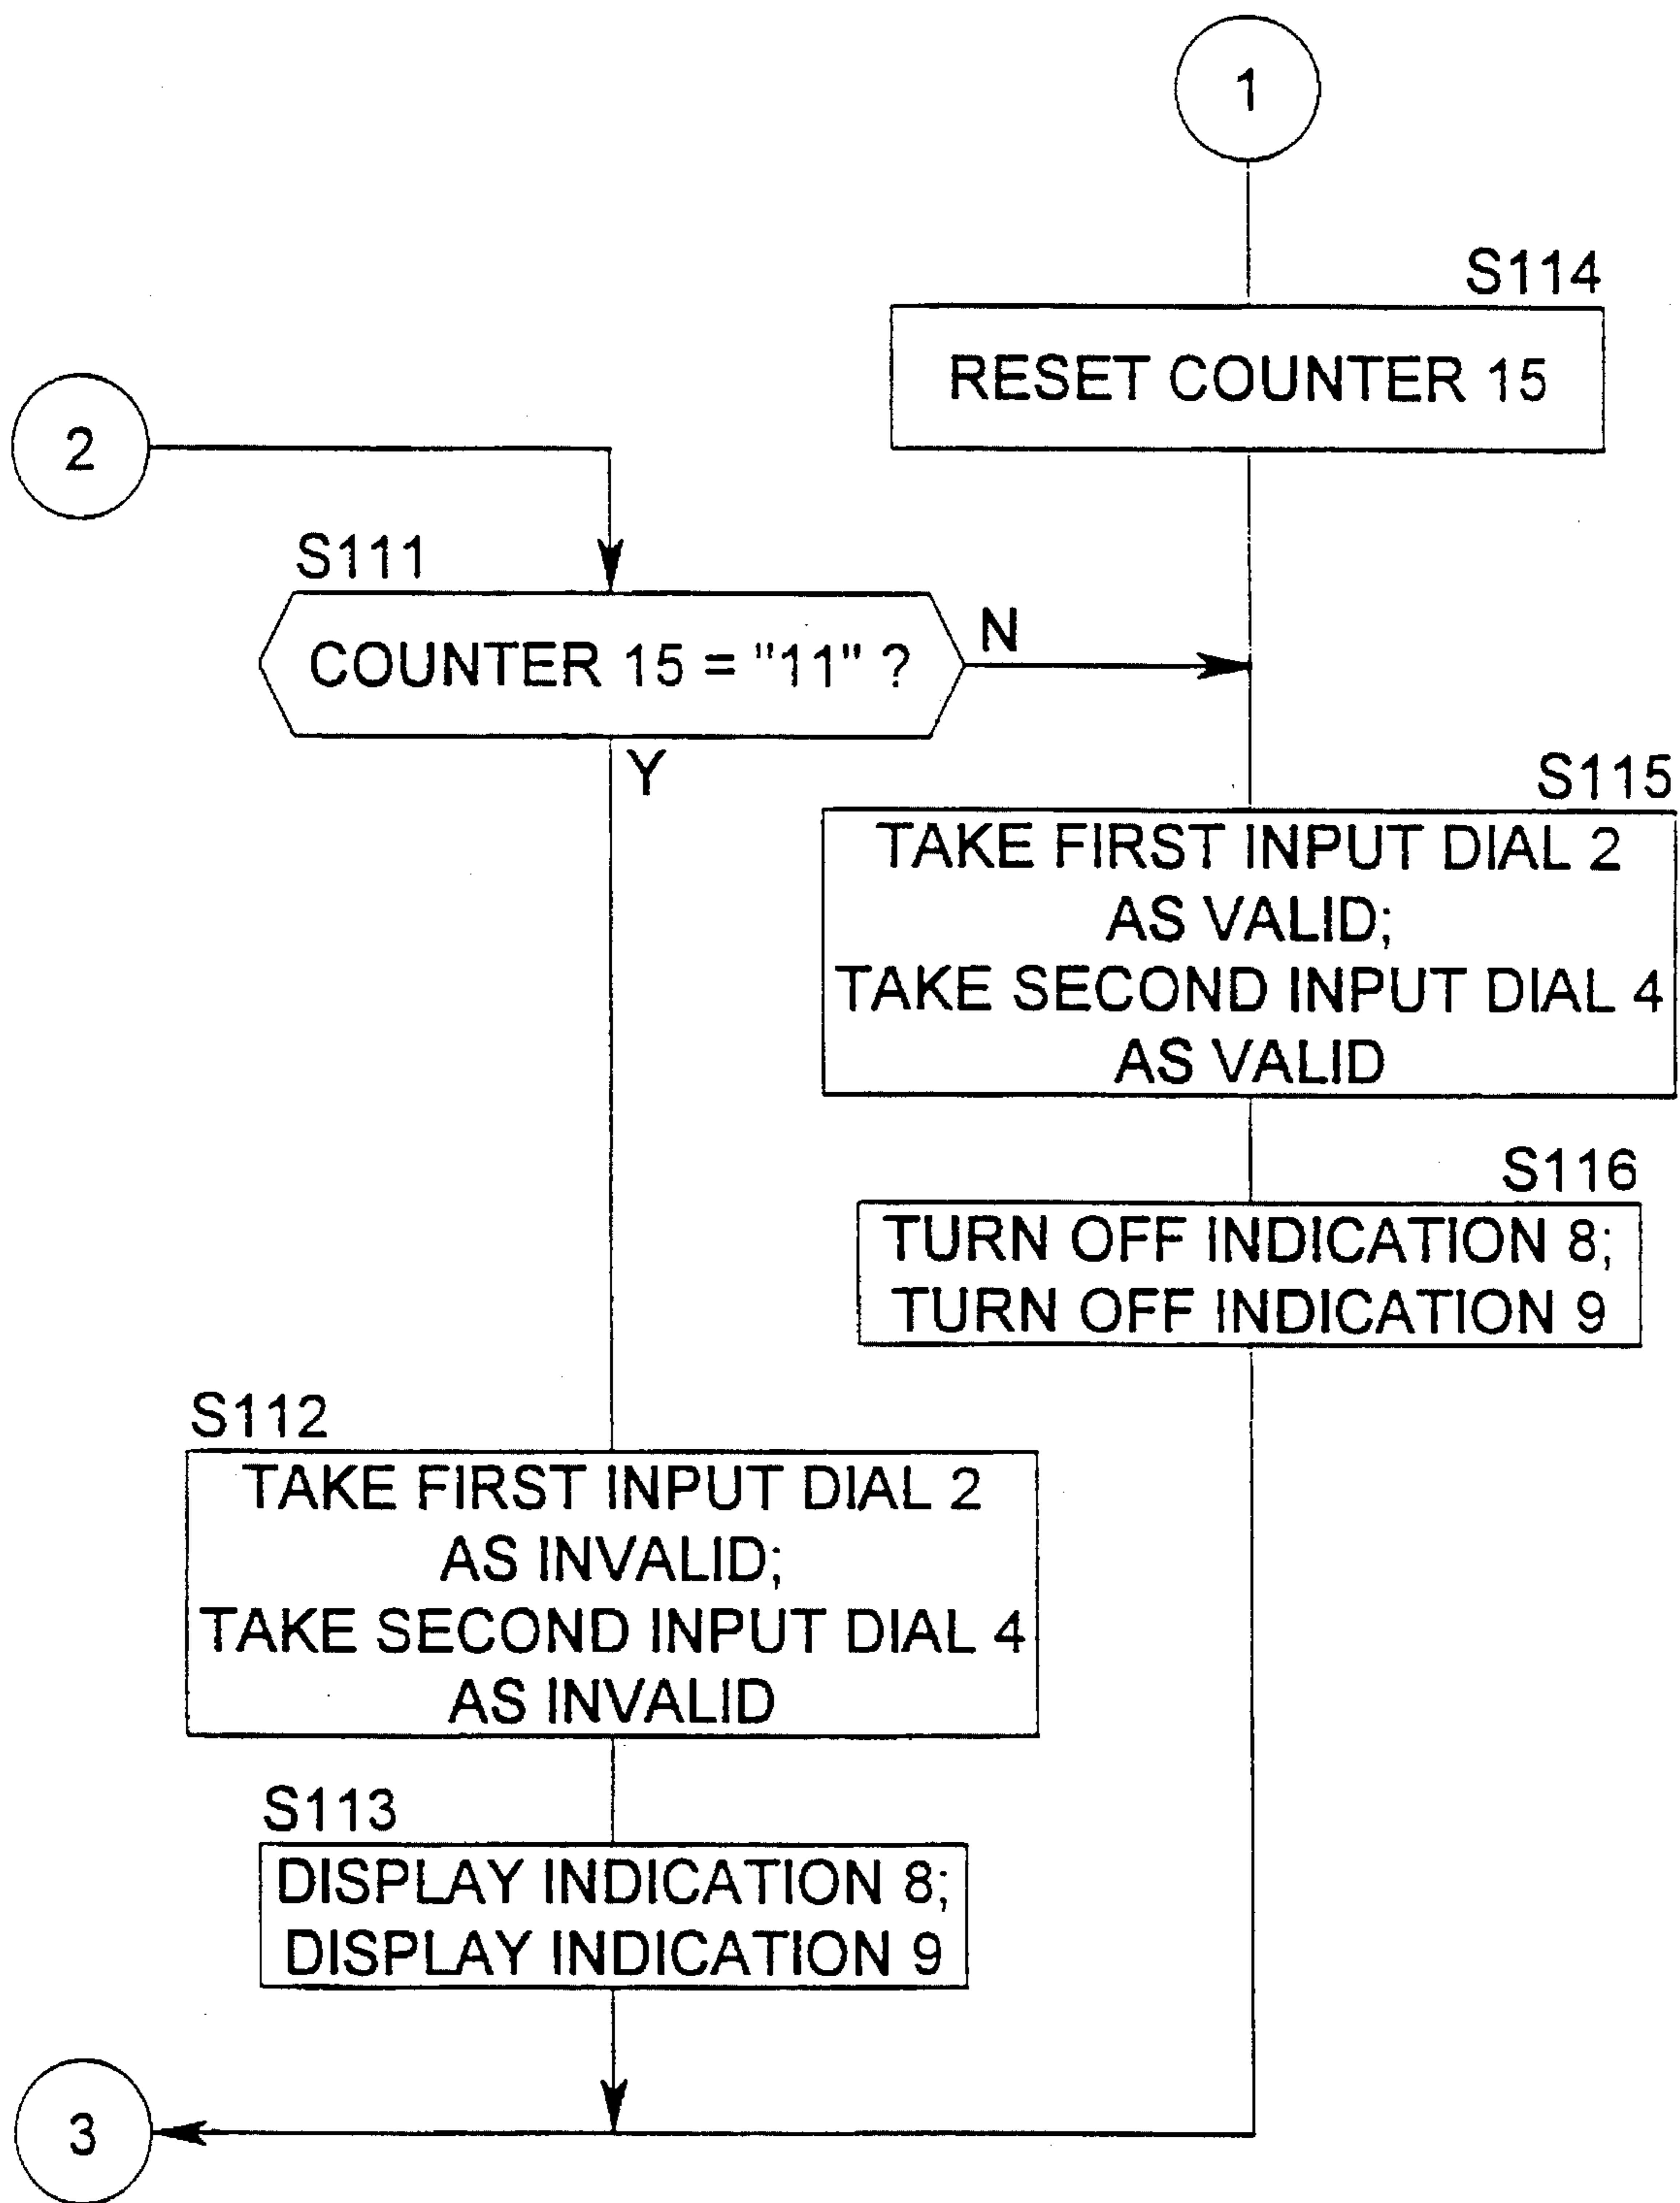 1
S114
RESET COUNTER 15
2
S111
COUNTER 15 = "11" ?
N
Y
S115
TAKE FIRST INPUT DIAL 2
AS VALID;
TAKE SECOND INPUT DIAL 4
AS VALID
S116
TURN OFF INDICATION 8;
TURN OFF INDICATION 9
S112
TAKE FIRST INPUT DIAL 2
AS INVALID;
TAKE SECOND INPUT DIAL 4
AS INVALID
S113
DISPLAY INDICATION 8;
DISPLAY INDICATION 9
3